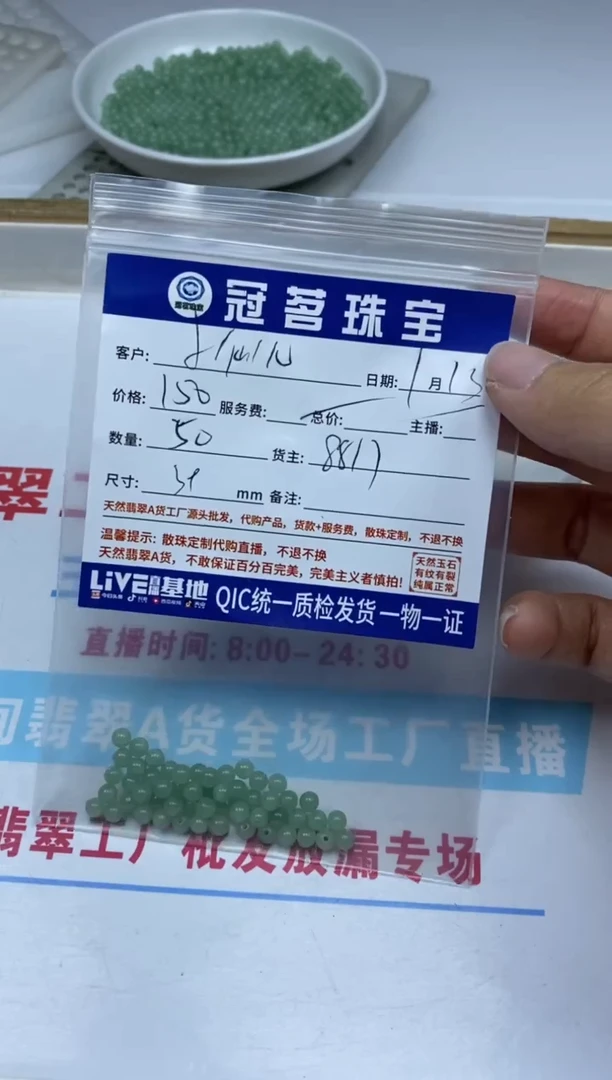 冠茗珠宝
客户: 日期: 1月13
价格: 150 服务费: 总价: 主播:
数量: 50 货主: 8817
尺寸: mm 备注:
天然翡翠A货工厂源头批发，代购产品，货款+服务费，散珠定制，不退不换
温馨提示: 散珠定制代购直播，不退不换
天然翡翠A货，不敢保证百分百完美，完美主义者慎拍!
天然玉石
有纹有裂
纯属正常
LiVE直播基地 QIC统一质检发货一物一证
翠
直播时间: 8:00-24:30
翡翠A货全场工厂直播
翡翠工厂批发放漏专场